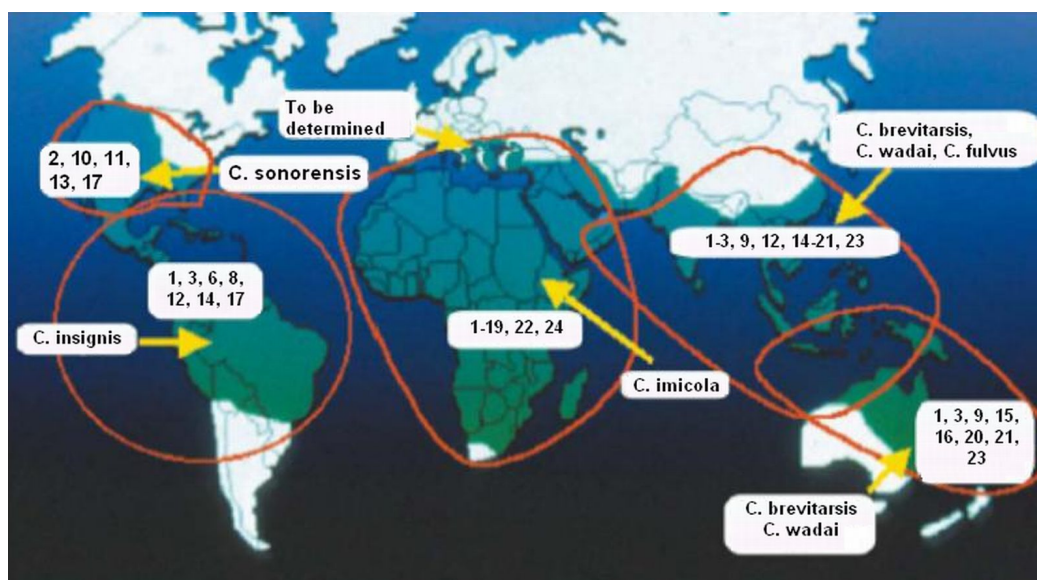 To be
determined
C. brevitarsis,
C. wadai, C. fulvus
2, 10, 11,
13, 17
C. sonorensis
1-3, 9, 12, 14-21, 23
1, 3, 6, 8,
12, 14, 17
C. insignis
1-19, 22, 24
C. imicola
1, 3, 9, 15,
16, 20, 21,
23
C. brevitarsis
C. wadai